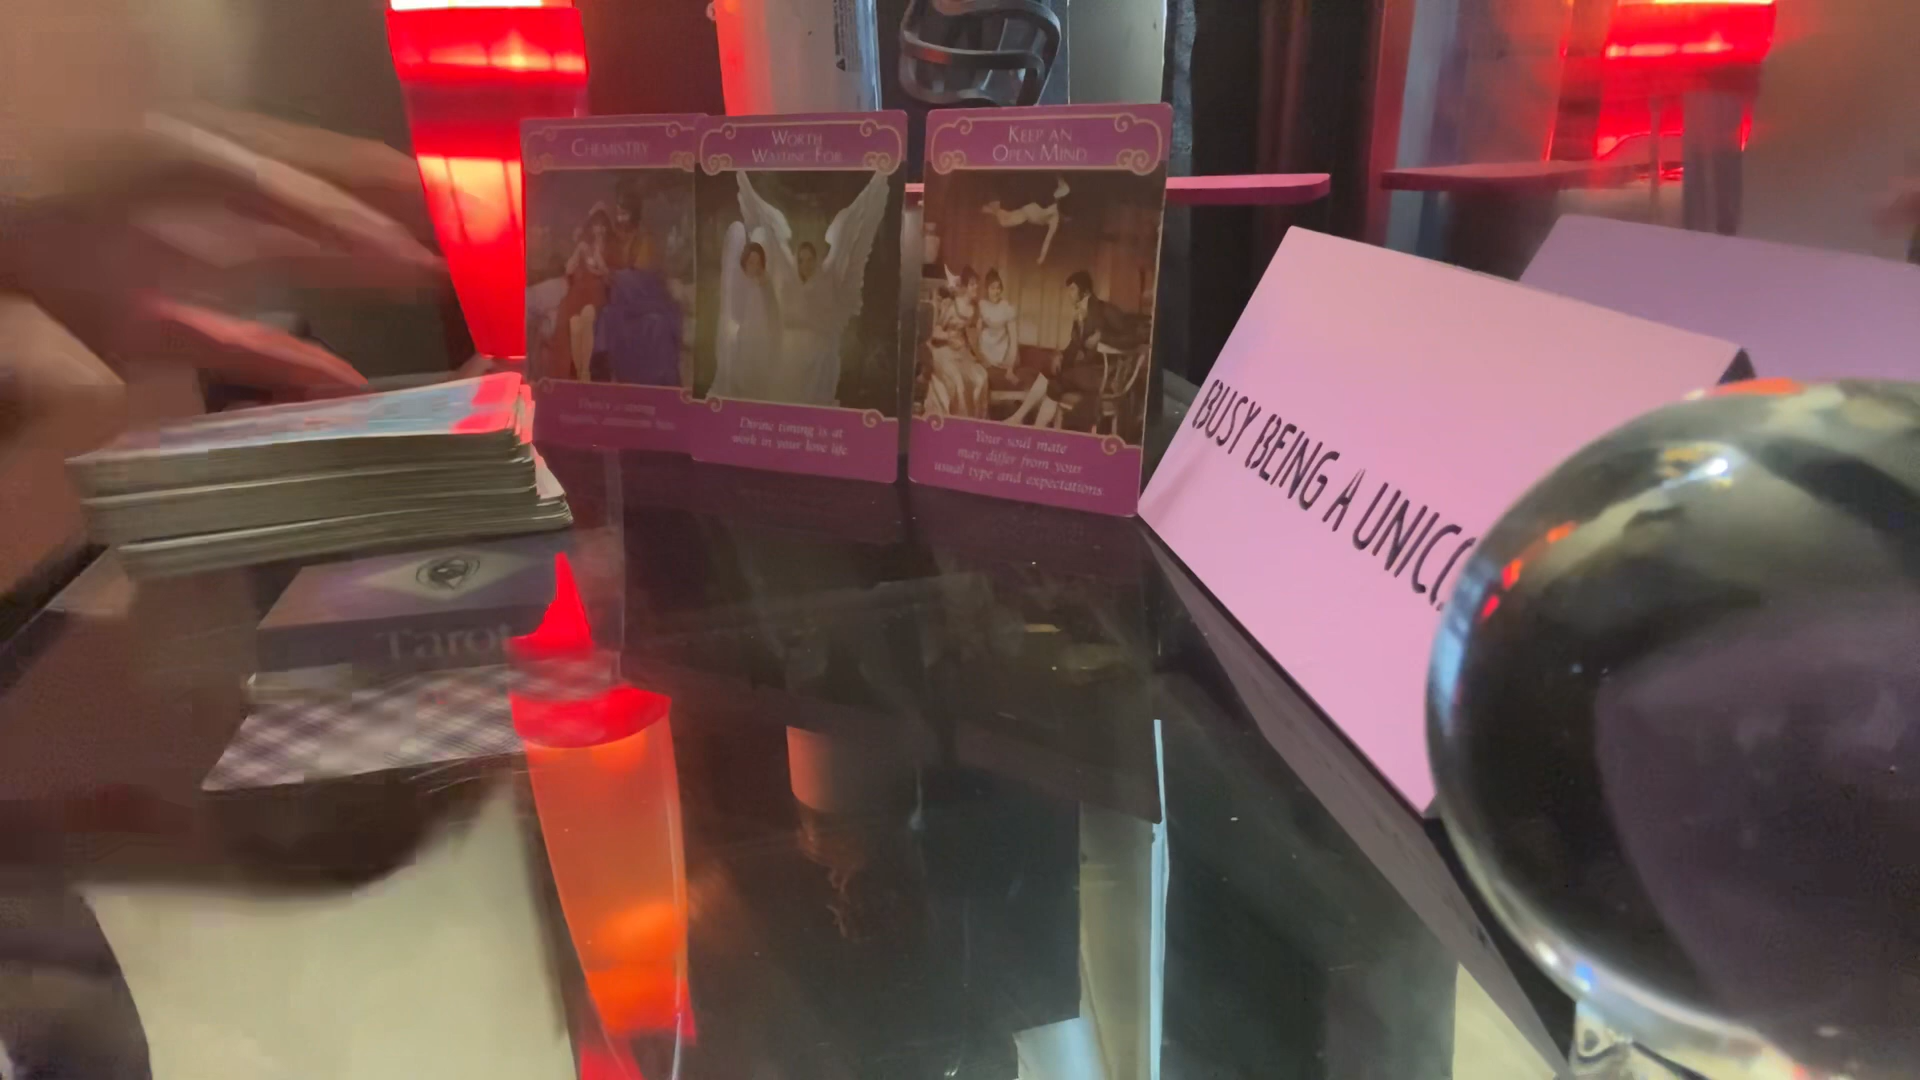 CHEMISTRY
WORTH
WAITING FOR
Divine timing is at
work in your love life
KEEP AN
OPEN MIND
Your soul mate
may differ from your
usual type and expectations
BUSY BEING A UNICO
Tarot